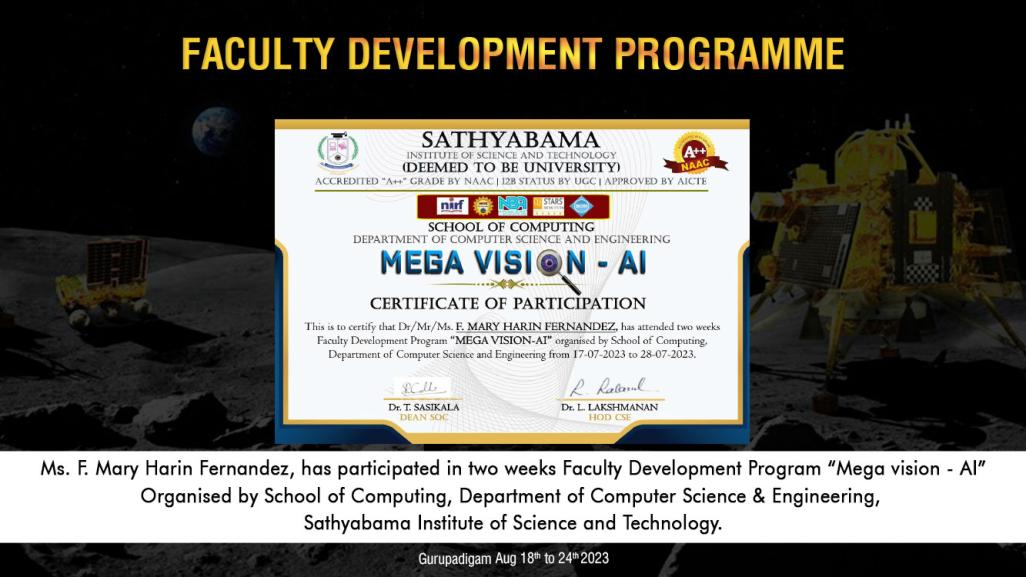 FACULTY DEVELOPMENT PROGRAMME
SATHYABAMA
INSTITUTE OF SCIENCE AND TECHNOLOGY
(DEEMED TO BE UNIVERSITY)
ACCREDITED "A++" GRADE BY NAAC | 12B STATUS BY UGC | APPROVED BY AICTE
A++
NAAC
nirf
NBA
STARS
SCHOOL OF COMPUTING
DEPARTMENT OF COMPUTER SCIENCE AND ENGINEERING
MEGA VISION - AI
CERTIFICATE OF PARTICIPATION
This is to certify that Dr/Mr/Ms. F. MARY HARIN FERNANDEZ, has attended two weeks
Faculty Development Program "MEGA VISION-AI" organised by School of Computing,
Department of Computer Science and Engineering from 17-07-2023 to 28-07-2023.
Dr. T. SASIKALA
DEAN SOC
Dr. L. LAKSHMANAN
HOD CSE
Ms. F. Mary Harin Fernandez, has participated in two weeks Faculty Development Program “Mega vision - AI”
Organised by School of Computing, Department of Computer Science & Engineering,
Sathyabama Institute of Science and Technology.
Gurupadigam Aug 18th to 24th 2023